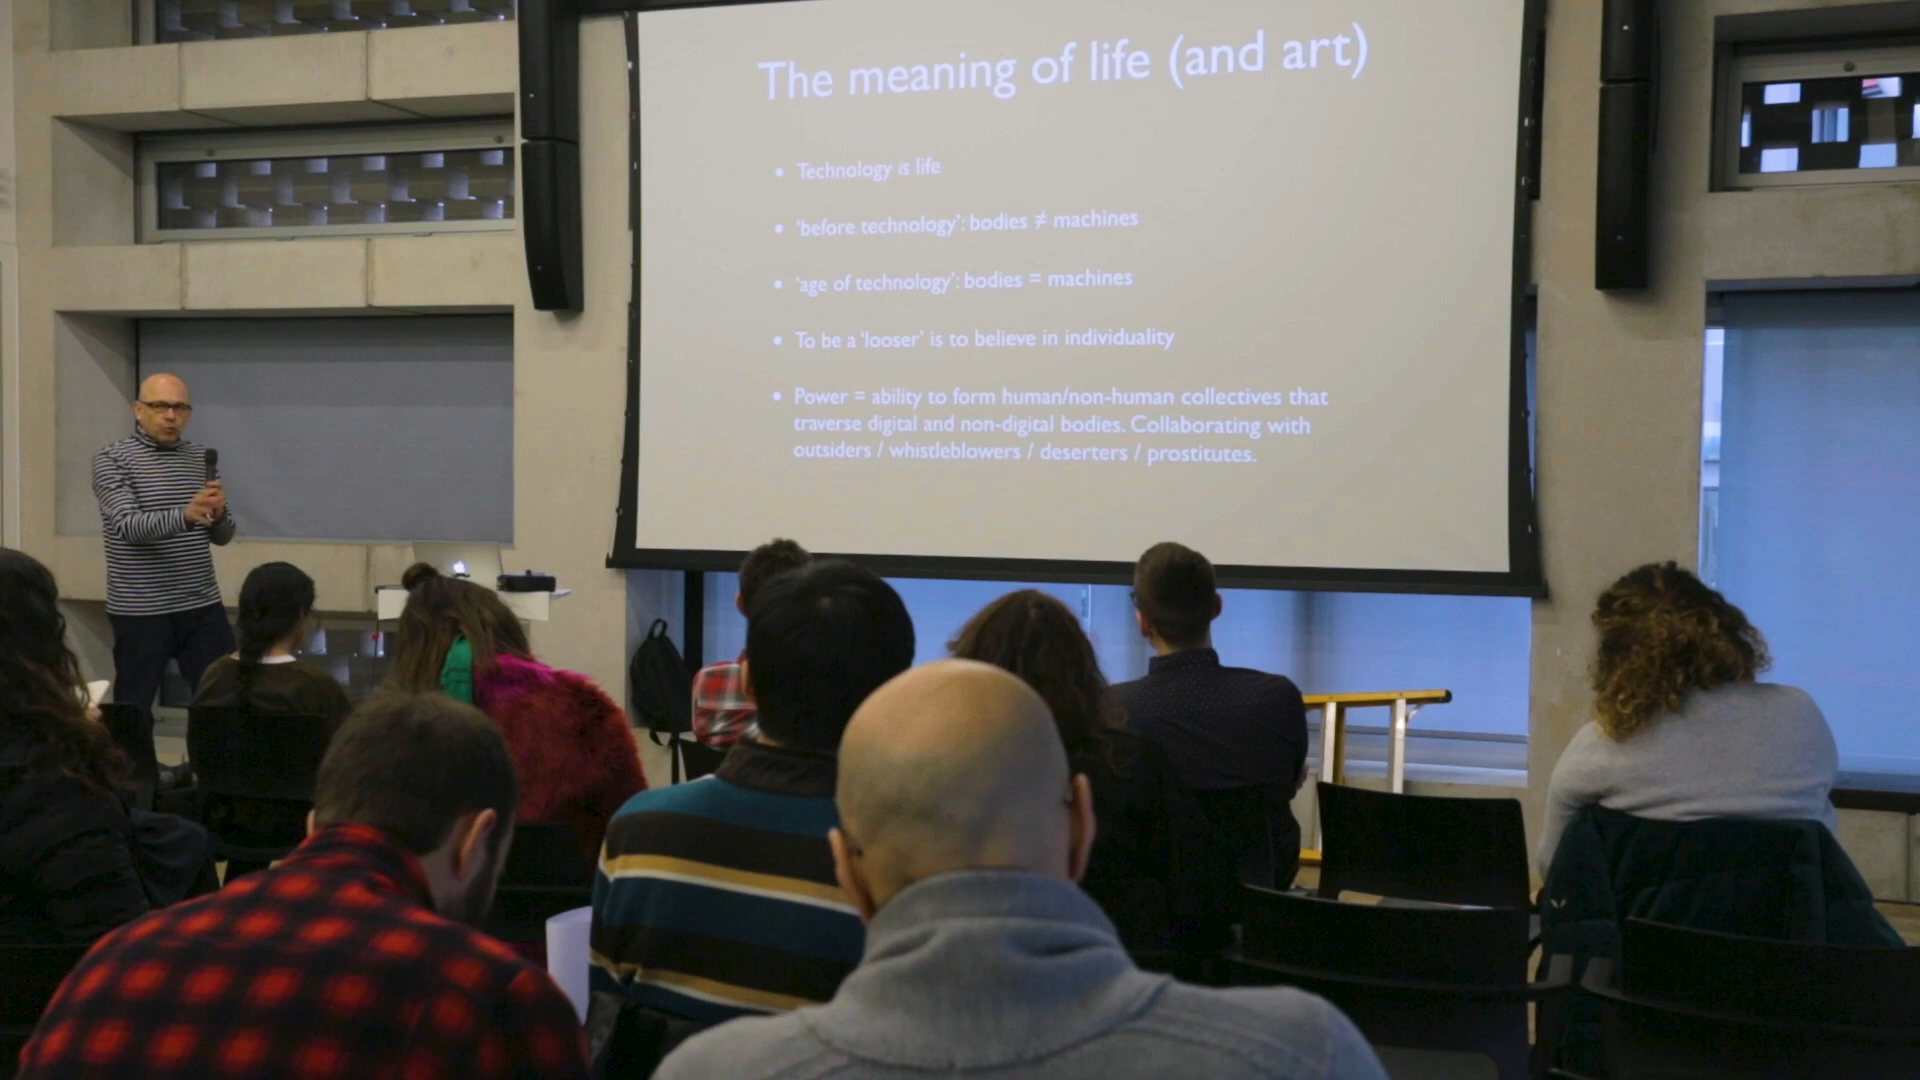 The meaning of life (and art)
• Technology is life
• 'before technology': bodies ≠ machines
• 'age of technology': bodies = machines
• To be a 'looser' is to believe in individuality
• Power = ability to form human/non-human collectives that
traverse digital and non-digital bodies. Collaborating with
outsiders / whistleblowers / deserters / prostitutes.